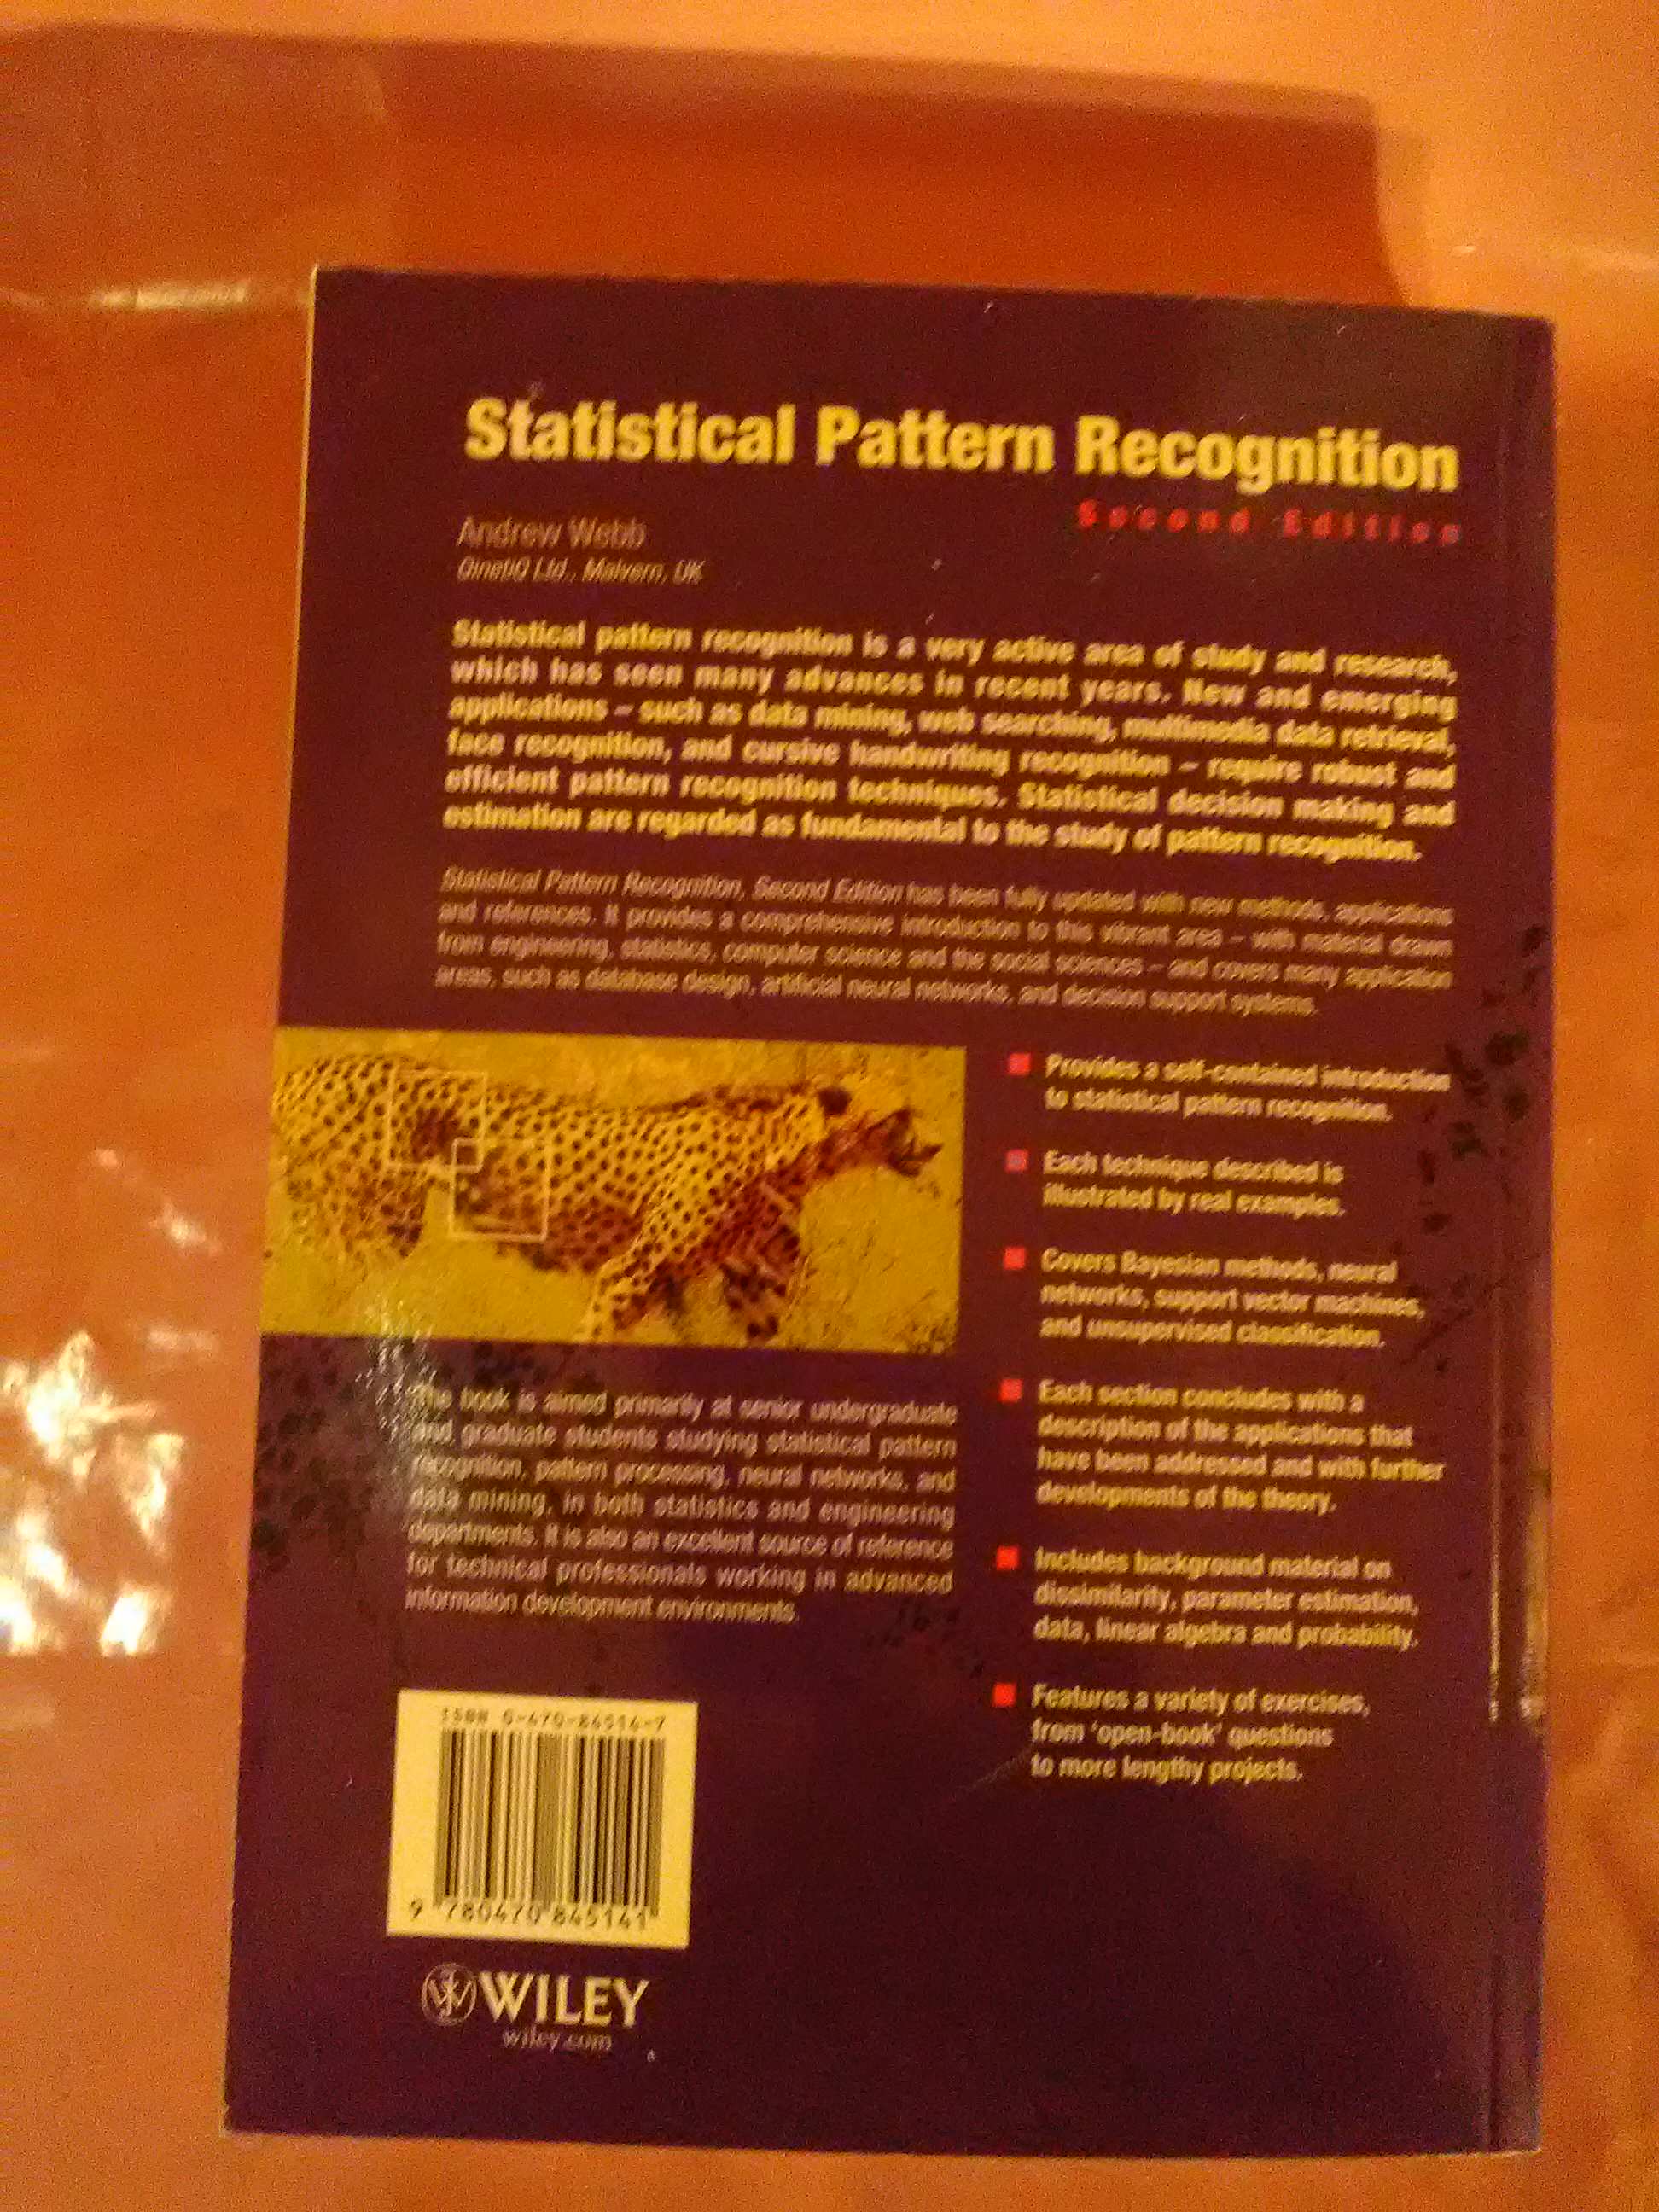 Statistical Pattern Recognition
Second Edition
Andrew Webb
QinetiQ Ltd., Malvern, UK
Statistical pattern recognition is a very active area of study and research,
which has seen many advances in recent years. New and emerging
applications – such as data mining, web searching, multimedia data retrieval,
face recognition, and cursive handwriting recognition – require robust and
efficient pattern recognition techniques. Statistical decision making and
estimation are regarded as fundamental to the study of pattern recognition.
Statistical Pattern Recognition, Second Edition has been fully updated with new methods, applications
and references. It provides a comprehensive introduction to this vibrant area – with material drawn
from engineering, statistics, computer science and the social sciences – and covers many application
areas, such as database design, artificial neural networks, and decision support systems.
Provides a self-contained introduction
to statistical pattern recognition.
Each technique described is
illustrated by real examples.
Covers Bayesian methods, neural
networks, support vector machines,
and unsupervised classification.
Each section concludes with a
description of the applications that
have been addressed and with further
developments of the theory.
Includes background material on
dissimilarity, parameter estimation,
data, linear algebra and probability.
Features a variety of exercises,
from 'open-book' questions
to more lengthy projects.
The book is aimed primarily at senior undergraduate
and graduate students studying statistical pattern
recognition, pattern processing, neural networks, and
data mining, in both statistics and engineering
departments. It is also an excellent source of reference
for technical professionals working in advanced
information development environments.
ISBN 0-470-84514-7
9 780470 845141
WILEY
wiley.com